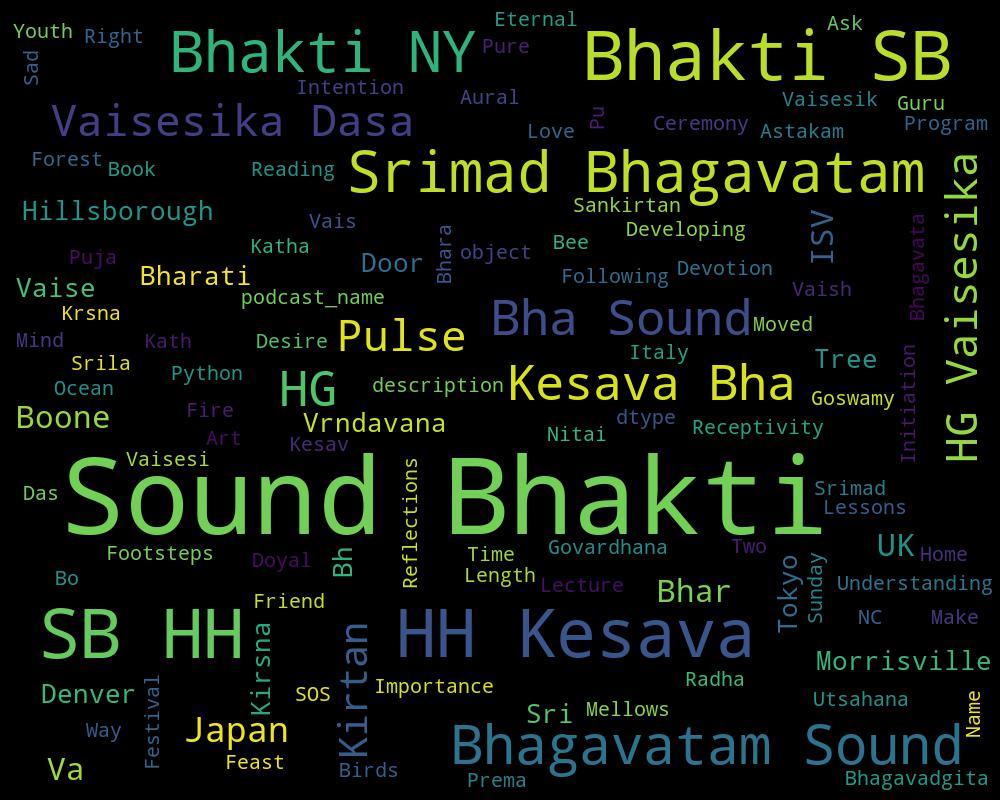 Eternal
Ask
Youth
Right
Bhakti NY
Pure
Bhakti SB
Sad
Intention
Aural
Vaisesik
Guru
Vaisesika Dasa
Love
Pu
Ceremony
Astakam
Program
Forest
Book
Reading
Srimad Bhagavatam
HG Vaisesika
Hillsborough
Vais
Sankirtan
Developing
ISV
Bhagavata
Katha
Bhara
object
Bee
Puja
Bharati
Door
Following
Devotion
Vaise
podcast_name
Vaish
Krsna
Bha Sound
Moved
Mind
Kath
Desire
Pulse
Italy
Tree
Initiation
Srila
Python
Ocean
HG
description
Kesava Bha
Goswamy
Boone
Fire
Vrndavana
dtype
Receptivity
Art
Kesav
Nitai
Vaisesi
Sound Bhakti
Reflections
Das
Srimad
Lessons
Footsteps
Doyal
Bh
Time
Length
Govardhana
Two
UK
Home
Bo
Lecture
Bhar
Tokyo
Sunday
Understanding
Friend
SB HH
Kirsna
Kirtan
HH Kesava
NC
Make
Morrisville
Denver
Festival
SOS
Importance
Radha
Utsahana
Name
Way
Japan
Sri
Mellows
Bhagavatam Sound
Va
Feast
Birds
Prema
Bhagavadgita